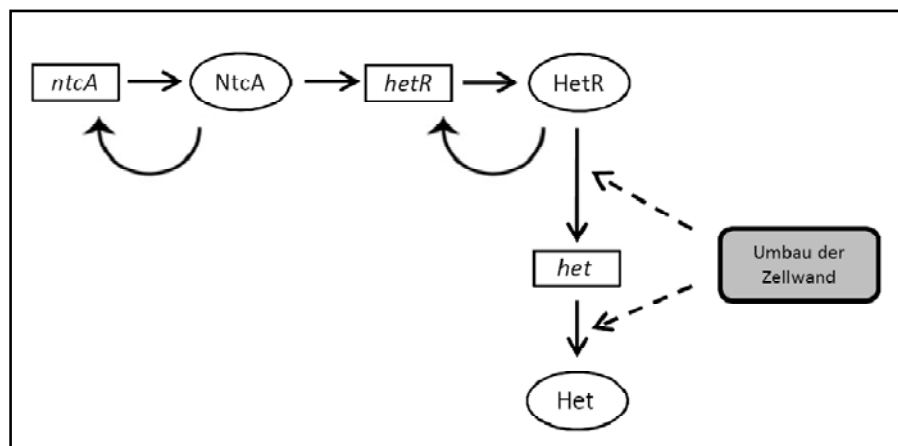 ntcA
NtcA
hetR
HetR
het
Umbau der
Zellwand
Het